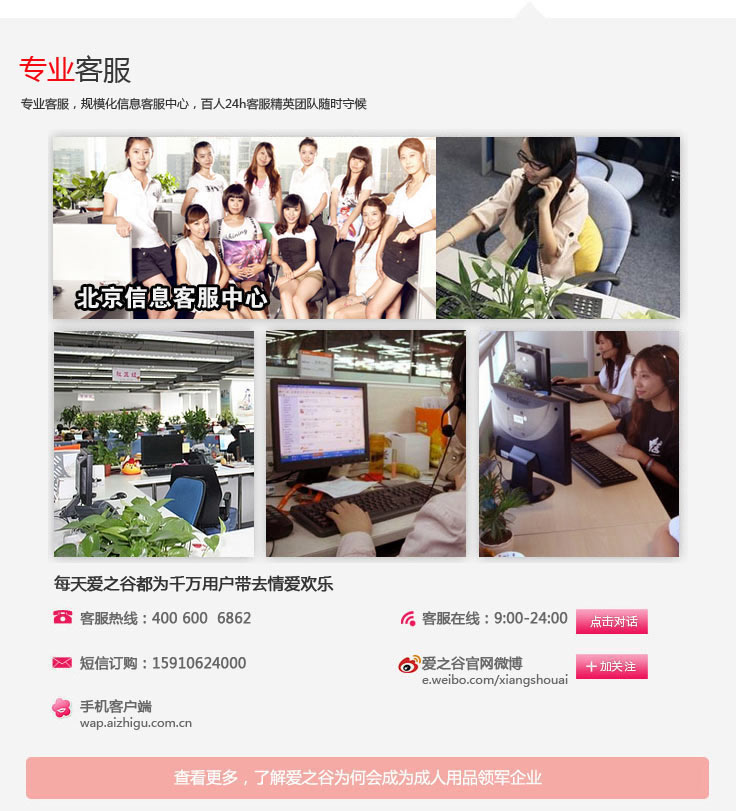 专业客服
专业客服，规模化信息客服中心，百人24h客服精英团队随时守候
北京信息客服中心
每天爱之谷都为千万用户带去情爱欢乐
客服热线：400 600 6862
客服在线：9:00-24:00
点击对话
短信订购：15910624000
爱之谷官网微博
e.weibo.com/xiangshouai
＋加关注
手机客户端
wap.aizhigu.com.cn
查看更多，了解爱之谷为何会成为成人用品领军企业